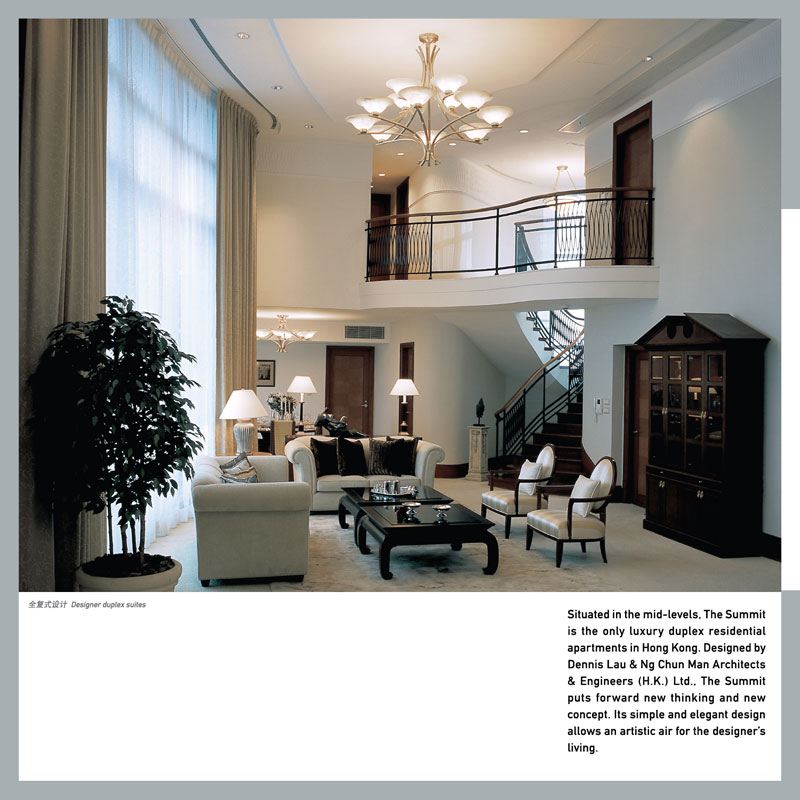 全复式设计 Designer duplex suites
Situated in the mid-levels, The Summit
is the only luxury duplex residential
apartments in Hong Kong. Designed by
Dennis Lau & Ng Chun Man Architects
& Engineers (H.K.) Ltd., The Summit
puts forward new thinking and new
concept. Its simple and elegant design
allows an artistic air for the designer's
living.